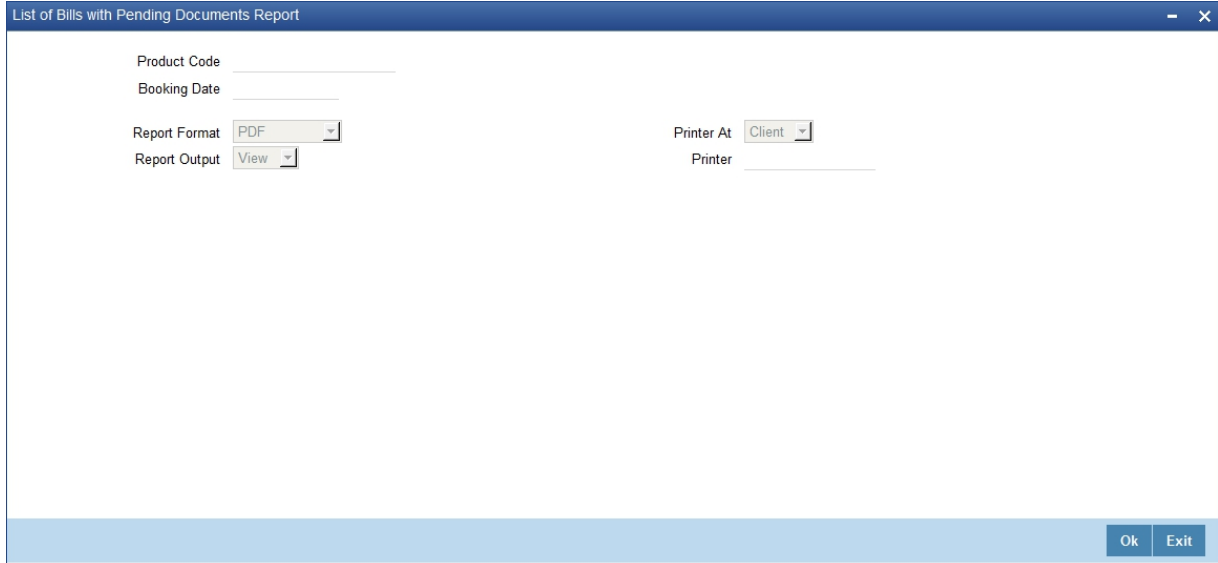 List of Bills with Pending Documents Report
Product Code
Booking Date
Report Format PDF Printer At Client
Report Output View Printer
Ok Exit